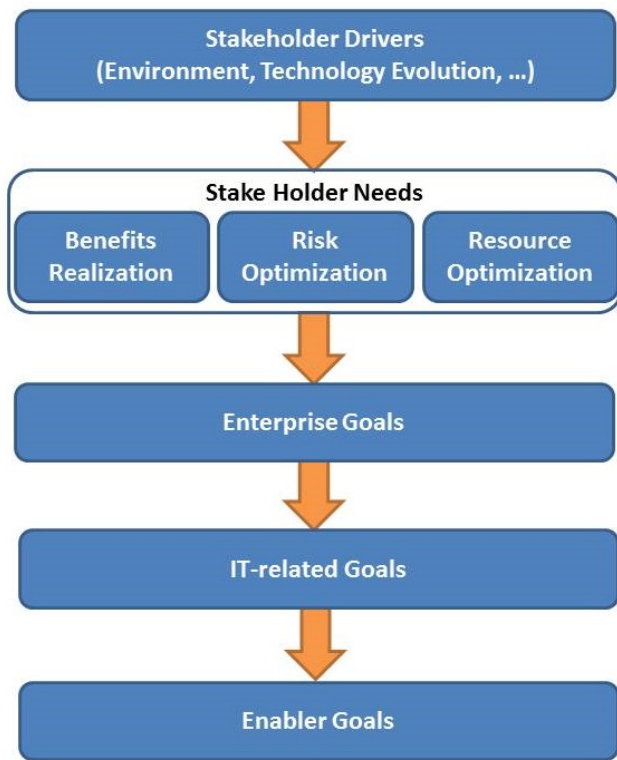 Stakeholder Drivers
(Environment, Technology Evolution, ...)
Stake Holder Needs
Benefits
Realization
Risk
Optimization
Resource
Optimization
Enterprise Goals
IT-related Goals
Enabler Goals